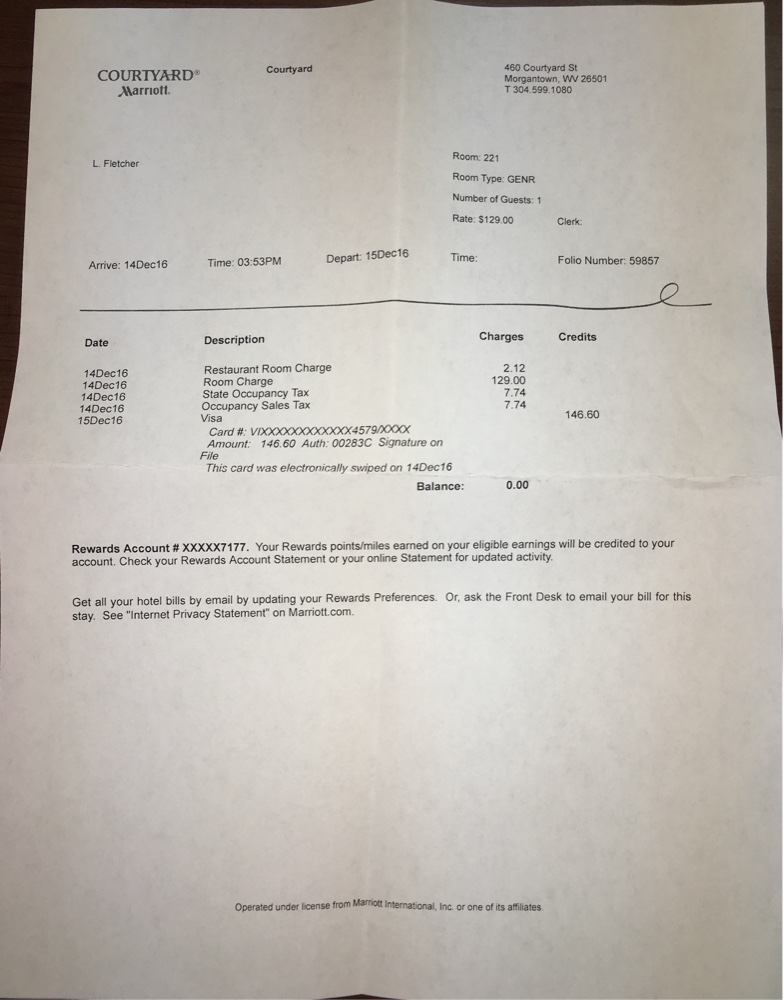 COURTYARD®
Marriott.
Courtyard
460 Courtyard St
Morgantown, WV 26501
T 304.599.1080
L. Fletcher
Room: 221
Room Type: GENR
Number of Guests: 1
Rate: $129.00 Clerk:
Arrive: 14Dec16 Time: 03:53PM Depart: 15Dec16 Time: Folio Number: 59857
Date Description Charges Credits
14Dec16 Restaurant Room Charge 2.12
14Dec16 Room Charge 129.00
14Dec16 State Occupancy Tax 7.74
14Dec16 Occupancy Sales Tax 7.74
15Dec16 Visa 146.60
Card #: VIXXXXXXXXXXXX4579/XXXX
Amount: 146.60 Auth: 00283C Signature on
File
This card was electronically swiped on 14Dec16
Balance: 0.00
Rewards Account # XXXXX7177. Your Rewards points/miles earned on your eligible earnings will be credited to your
account. Check your Rewards Account Statement or your online Statement for updated activity.
Get all your hotel bills by email by updating your Rewards Preferences. Or, ask the Front Desk to email your bill for this
stay. See "Internet Privacy Statement" on Marriott.com.
Operated under license from Marriott International, Inc. or one of its affiliates.